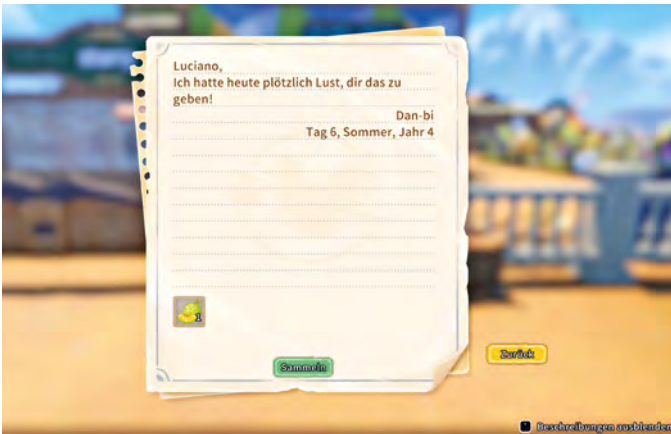 Luciano,
Ich hatte heute plötzlich Lust, dir das zu
geben!
Dan-bi
Tag 6, Sommer, Jahr 4
1
Sammeln
Zurück
Beschreibungen ausblenden